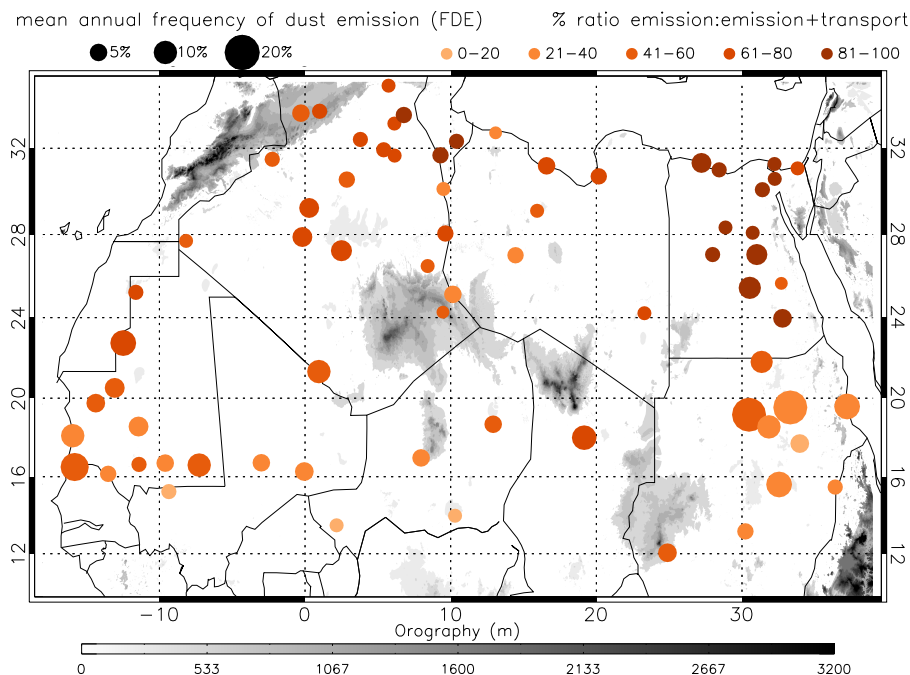 mean annual frequency of dust emission (FDE) % ratio emission:emission+transport
5% 10% 20% 0-20 21-40 41-60 61-80 81-100
32 32
28 28
24 24
20 20
16 16
12 12
-10 0 10 20 30
Orography (m)
0 533 1067 1600 2133 2667 3200